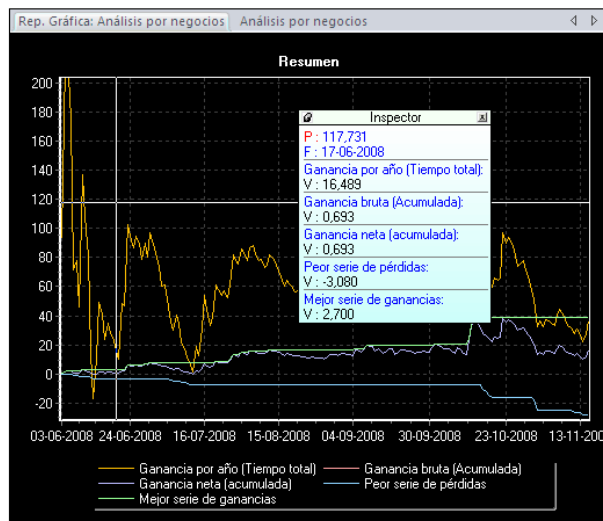 Rep. Gráfica: Análisis por negocios
Análisis por negocios
Resumen
200
180
160
140
120
100
80
60
40
20
0
-20
Inspector
P : 117,731
F : 17-06-2008
Ganancia por año (Tiempo total):
V : 16,489
Ganancia bruta (Acumulada):
V : 0,693
Ganancia neta (acumulada):
V : 0,693
Peor serie de pérdidas:
V : -3,080
Mejor serie de ganancias:
V : 2,700
03-06-2008 24-06-2008 16-07-2008 15-08-2008 04-09-2008 30-09-2008 23-10-2008 13-11-200
Ganancia por año (Tiempo total) Ganancia bruta (Acumulada)
Ganancia neta (acumulada) Peor serie de pérdidas
Mejor serie de ganancias